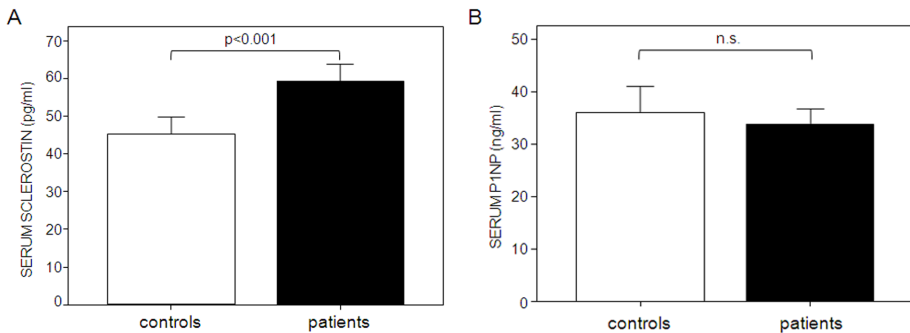 A
SERUM SCLEROSTIN (pg/ml)
70
60
50
40
30
20
10
0
p<0.001
controls
patients
B
SERUM P1NP (ng/ml)
50
40
30
20
10
0
n.s.
controls
patients